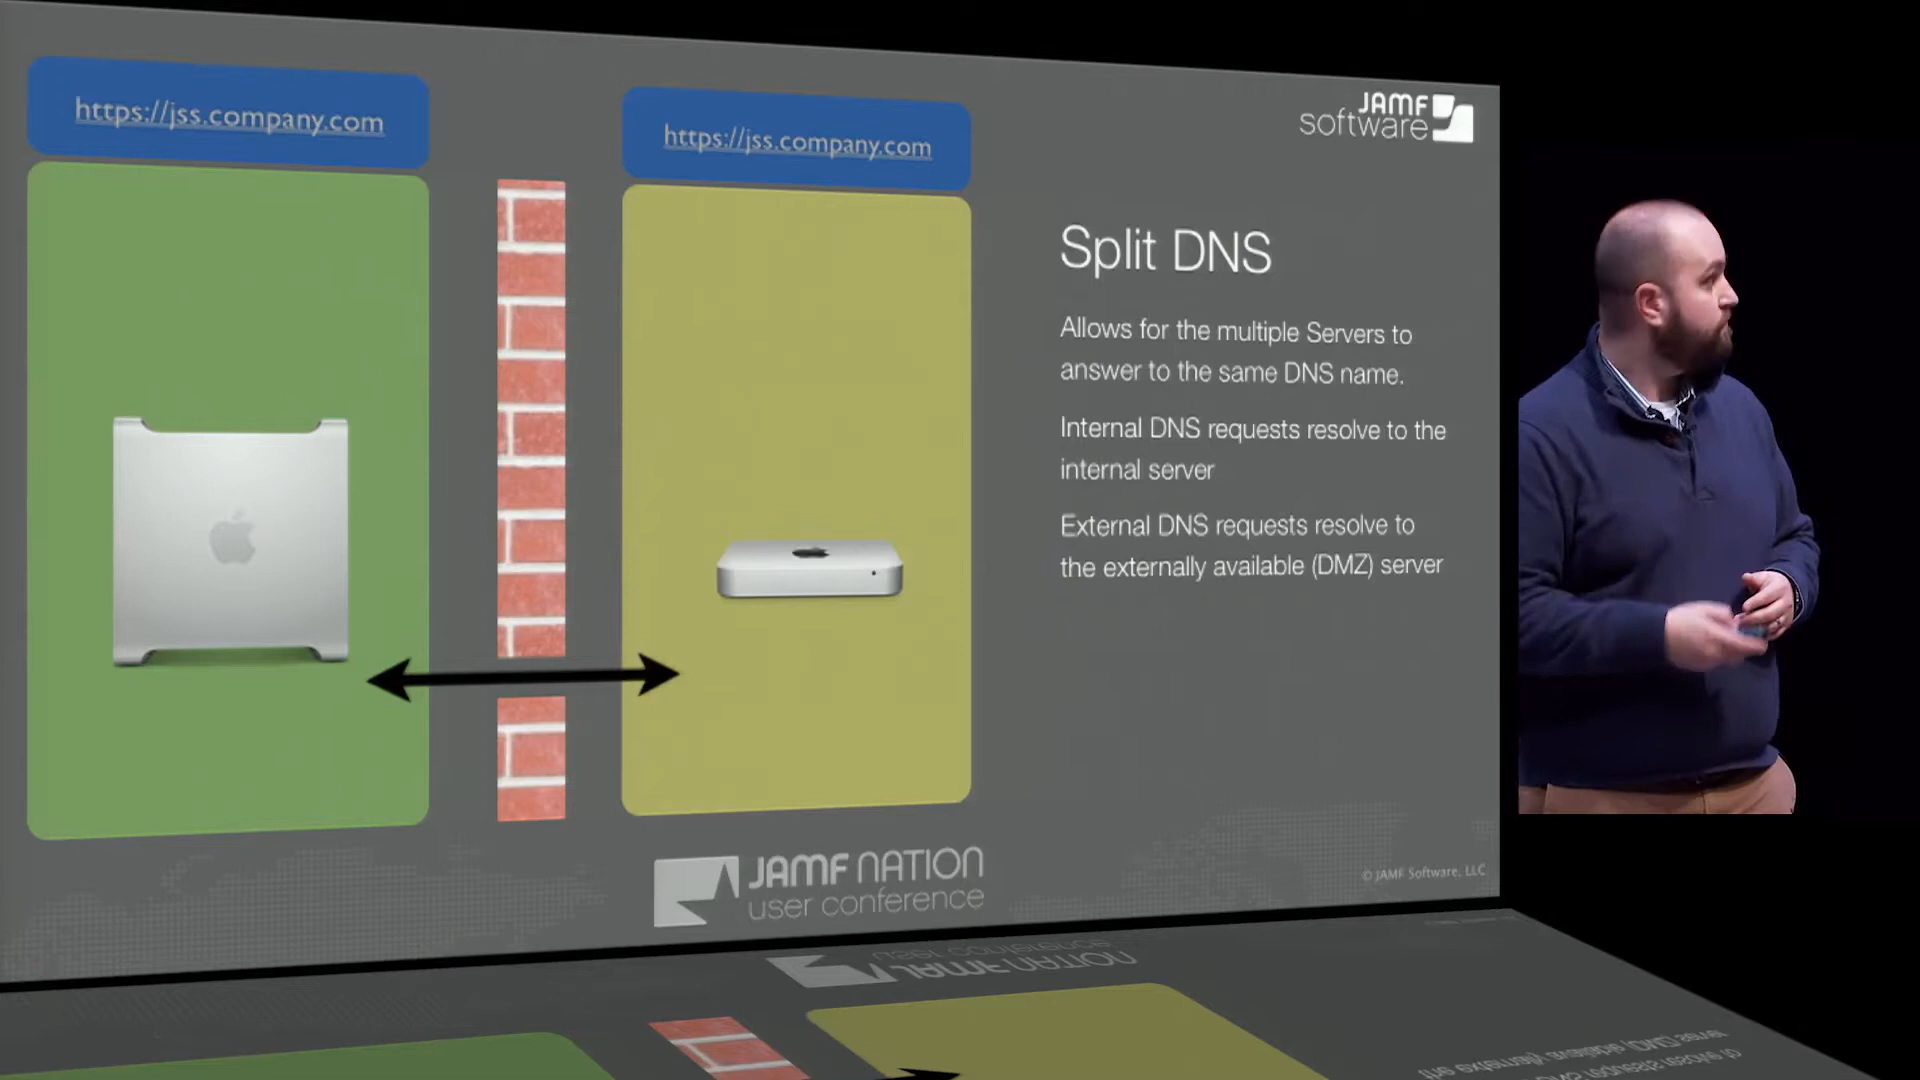 https://jss.company.com
https://jss.company.com
JAMF
software
Split DNS
Allows for the multiple Servers to
answer to the same DNS name.
Internal DNS requests resolve to the
internal server
External DNS requests resolve to
the externally available (DMZ) server
JAMF NATION
user conference
© JAMF Software, LLC